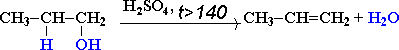 H₂SO₄, t>140
CH₃-CH-CH₂ → CH₃-CH=CH₂ + H₂O
H OH